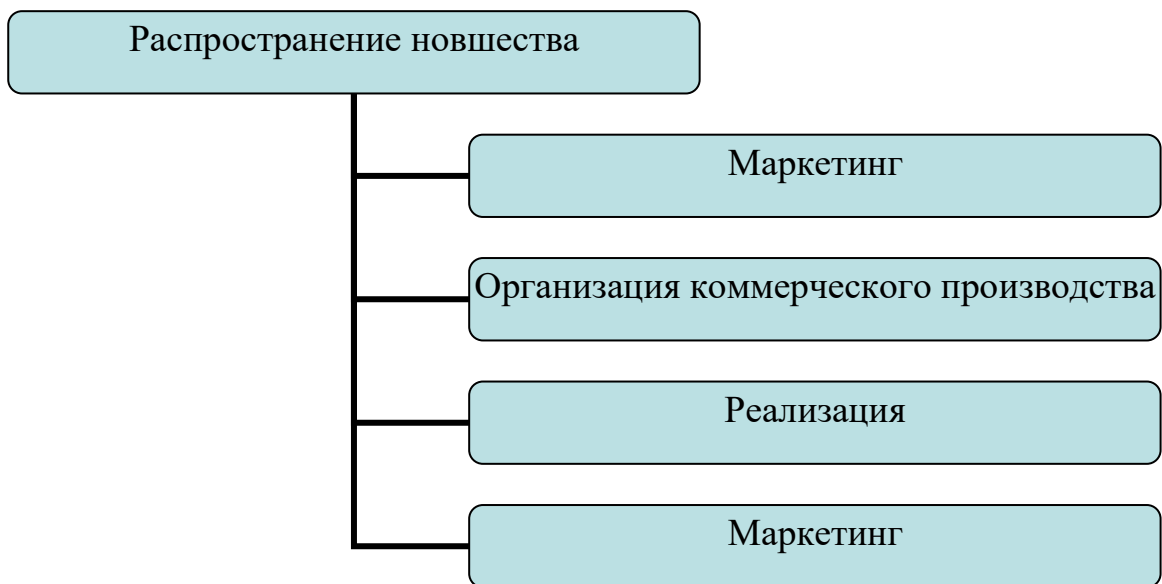 Распространение новшества
Маркетинг
Организация коммерческого производства
Реализация
Маркетинг